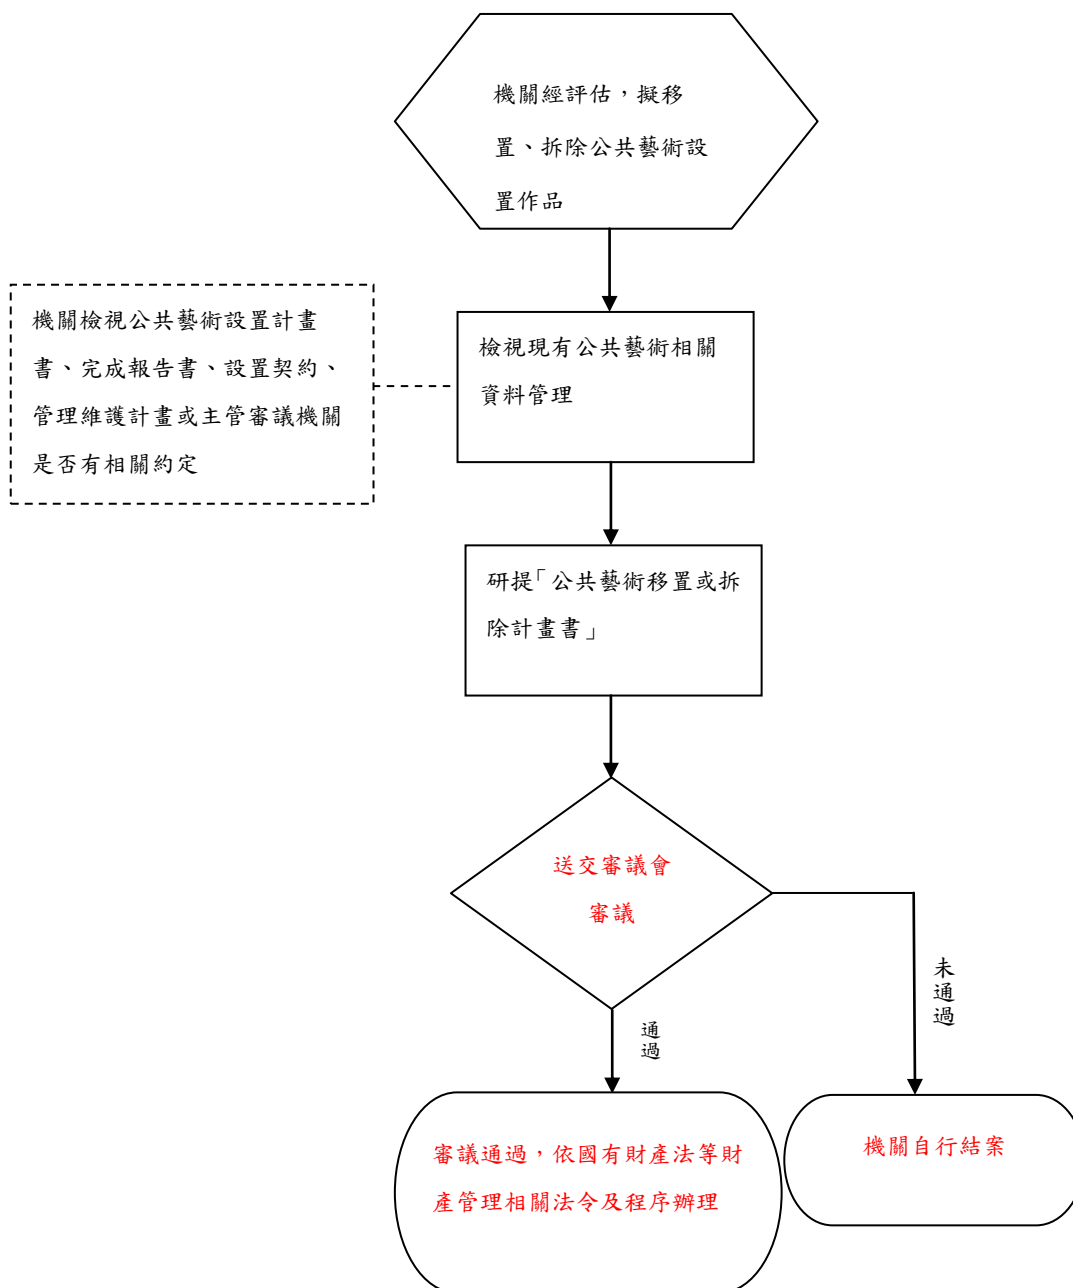 機關經評估，擬移
置、拆除公共藝術設
置作品
機關檢視公共藝術設置計畫
書、完成報告書、設置契約、
管理維護計畫或主管審議機關
是否有相關約定
檢視現有公共藝術相關
資料管理
研提「公共藝術移置或拆
除計畫書」
送交審議會
審議
未通過
通過
審議通過，依國有財產法等財
產管理相關法令及程序辦理
機關自行結案